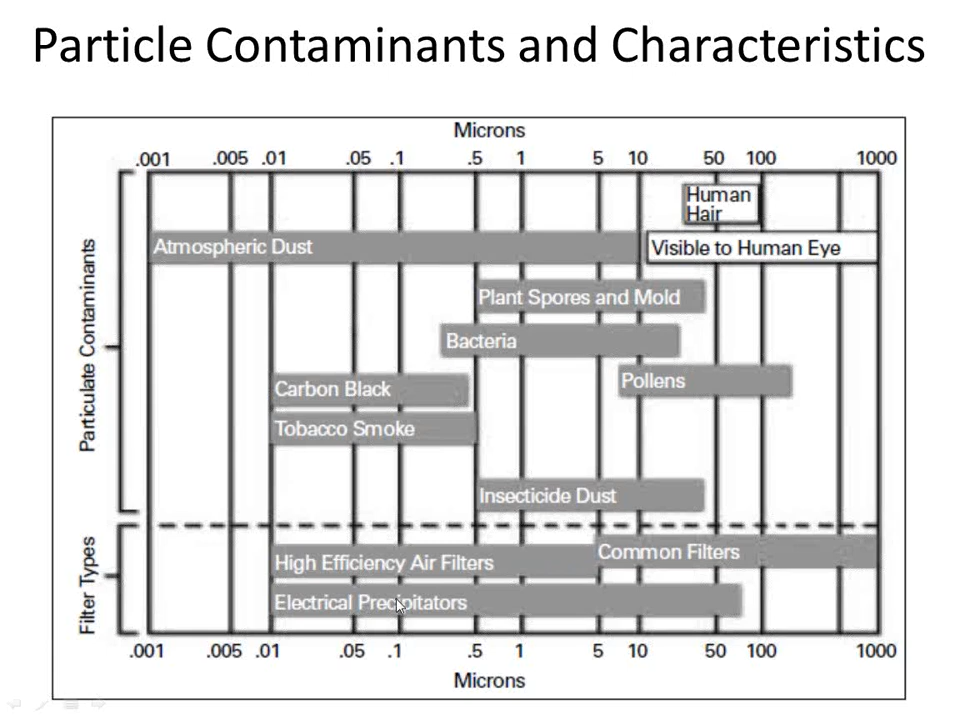 Particle Contaminants and Characteristics
Microns
.001 .005 .01 .05 .1 .5 1 5 10 50 100 1000
Human
Hair
Atmospheric Dust
Visible to Human Eye
Plant Spores and Mold
Bacteria
Pollens
Carbon Black
Tobacco Smoke
Insecticide Dust
Particulate Contaminants
Common Filters
High Efficiency Air Filters
Electrical Precipitators
Filter Types
.001 .005 .01 .05 .1 .5 1 5 10 50 100 1000
Microns